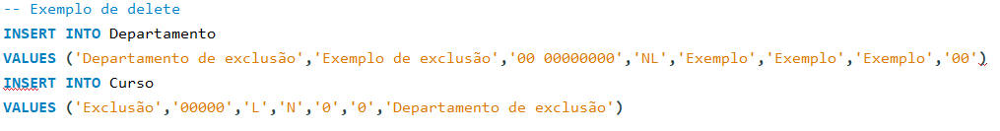 -- Exemplo de delete
INSERT INTO Departamento
VALUES ('Departamento de exclusão','Exemplo de exclusão','00 00000000','NL','Exemplo','Exemplo','Exemplo','00')
INSERT INTO Curso
VALUES ('Exclusão','00000','L','N','0','0','Departamento de exclusão')